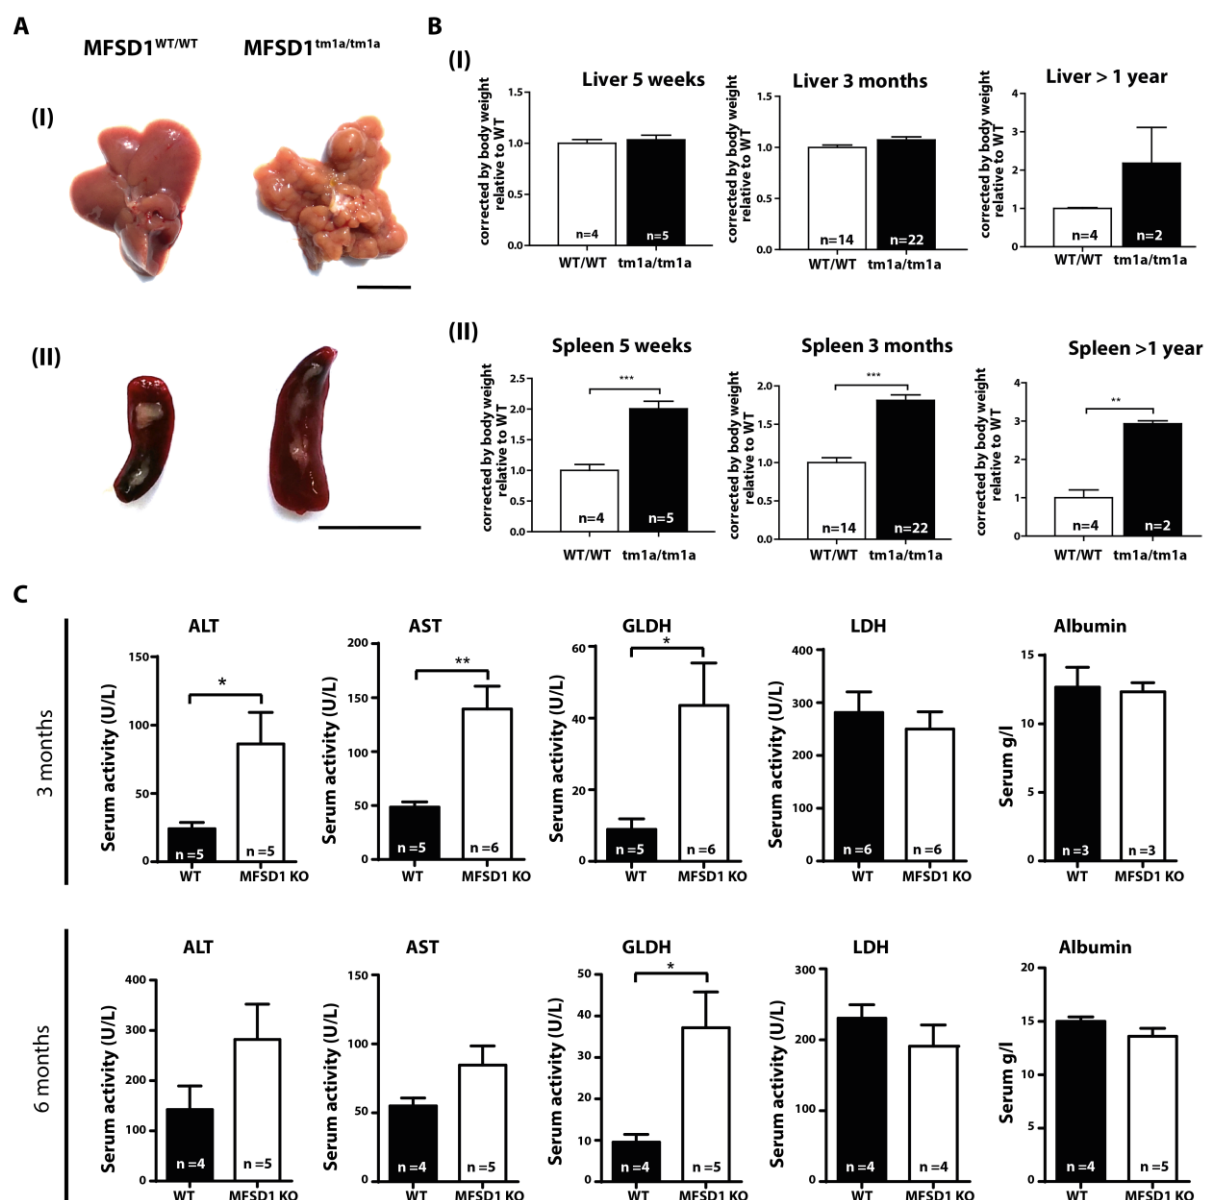 A
MFSD1WT/WT MFSD1tm1a/tm1a
(I)
(II)
B
(I)
Liver 5 weeks
corrected by body weight
relative to WT
1.5
1.0
0.5
0.0
n=4 n=5
WT/WT tm1a/tm1a
Liver 3 months
corrected by body weight
relative to WT
1.5
1.0
0.5
0.0
n=14 n=22
WT/WT tm1a/tm1a
Liver > 1 year
corrected by body weight
relative to WT
4
3
2
1
0
n=4 n=2
WT/WT tm1a/tm1a
(II)
Spleen 5 weeks
corrected by body weight
relative to WT
2.5
2.0
1.5
1.0
0.5
0.0
***
n=4 n=5
WT/WT tm1a/tm1a
Spleen 3 months
corrected by body weight
relative to WT
2.0
1.5
1.0
0.5
0.0
***
n=14 n=22
WT/WT tm1a/tm1a
Spleen >1 year
corrected by body weight
relative to WT
4
3
2
1
0
**
n=4 n=2
WT/WT tm1a/tm1a
C
3 months
ALT
Serum activity (U/L)
150
100
50
0
*
n =5 n =5
WT MFSD1 KO
AST
Serum activity (U/L)
200
150
100
50
0
**
n =5 n =6
WT MFSD1 KO
GLDH
Serum activity (U/L)
60
40
20
0
*
n =5 n =6
WT MFSD1 KO
LDH
Serum activity (U/L)
400
300
200
100
0
n =6 n =6
WT MFSD1 KO
Albumin
Serum g/l
15
10
5
0
n =3 n =3
WT MFSD1 KO
6 months
ALT
Serum activity (U/L)
400
300
200
100
0
n =4 n =5
WT MFSD1 KO
AST
Serum activity (U/L)
150
100
50
0
n =4 n =5
WT MFSD1 KO
GLDH
Serum activity (U/L)
50
40
30
20
10
0
*
n =4 n =5
WT MFSD1 KO
LDH
Serum activity (U/L)
300
200
100
0
n =4 n =4
WT MFSD1 KO
Albumin
Serum g/l
20
15
10
5
0
n =4 n =5
WT MFSD1 KO